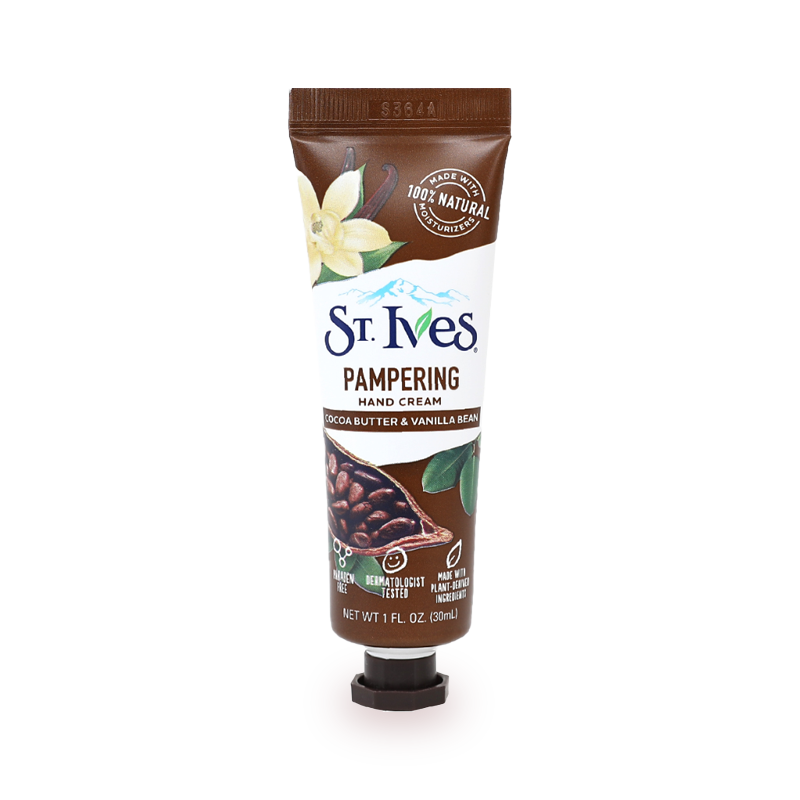 S364A
MADE WITH
100% NATURAL
MOISTURIZERS
ST. IVES®
PAMPERING
HAND CREAM
COCOA BUTTER & VANILLA BEAN
PARABEN FREE
DERMATOLOGIST TESTED
MADE WITH PLANT-DERIVED INGREDIENTS
NET WT 1 FL. OZ. (30mL)